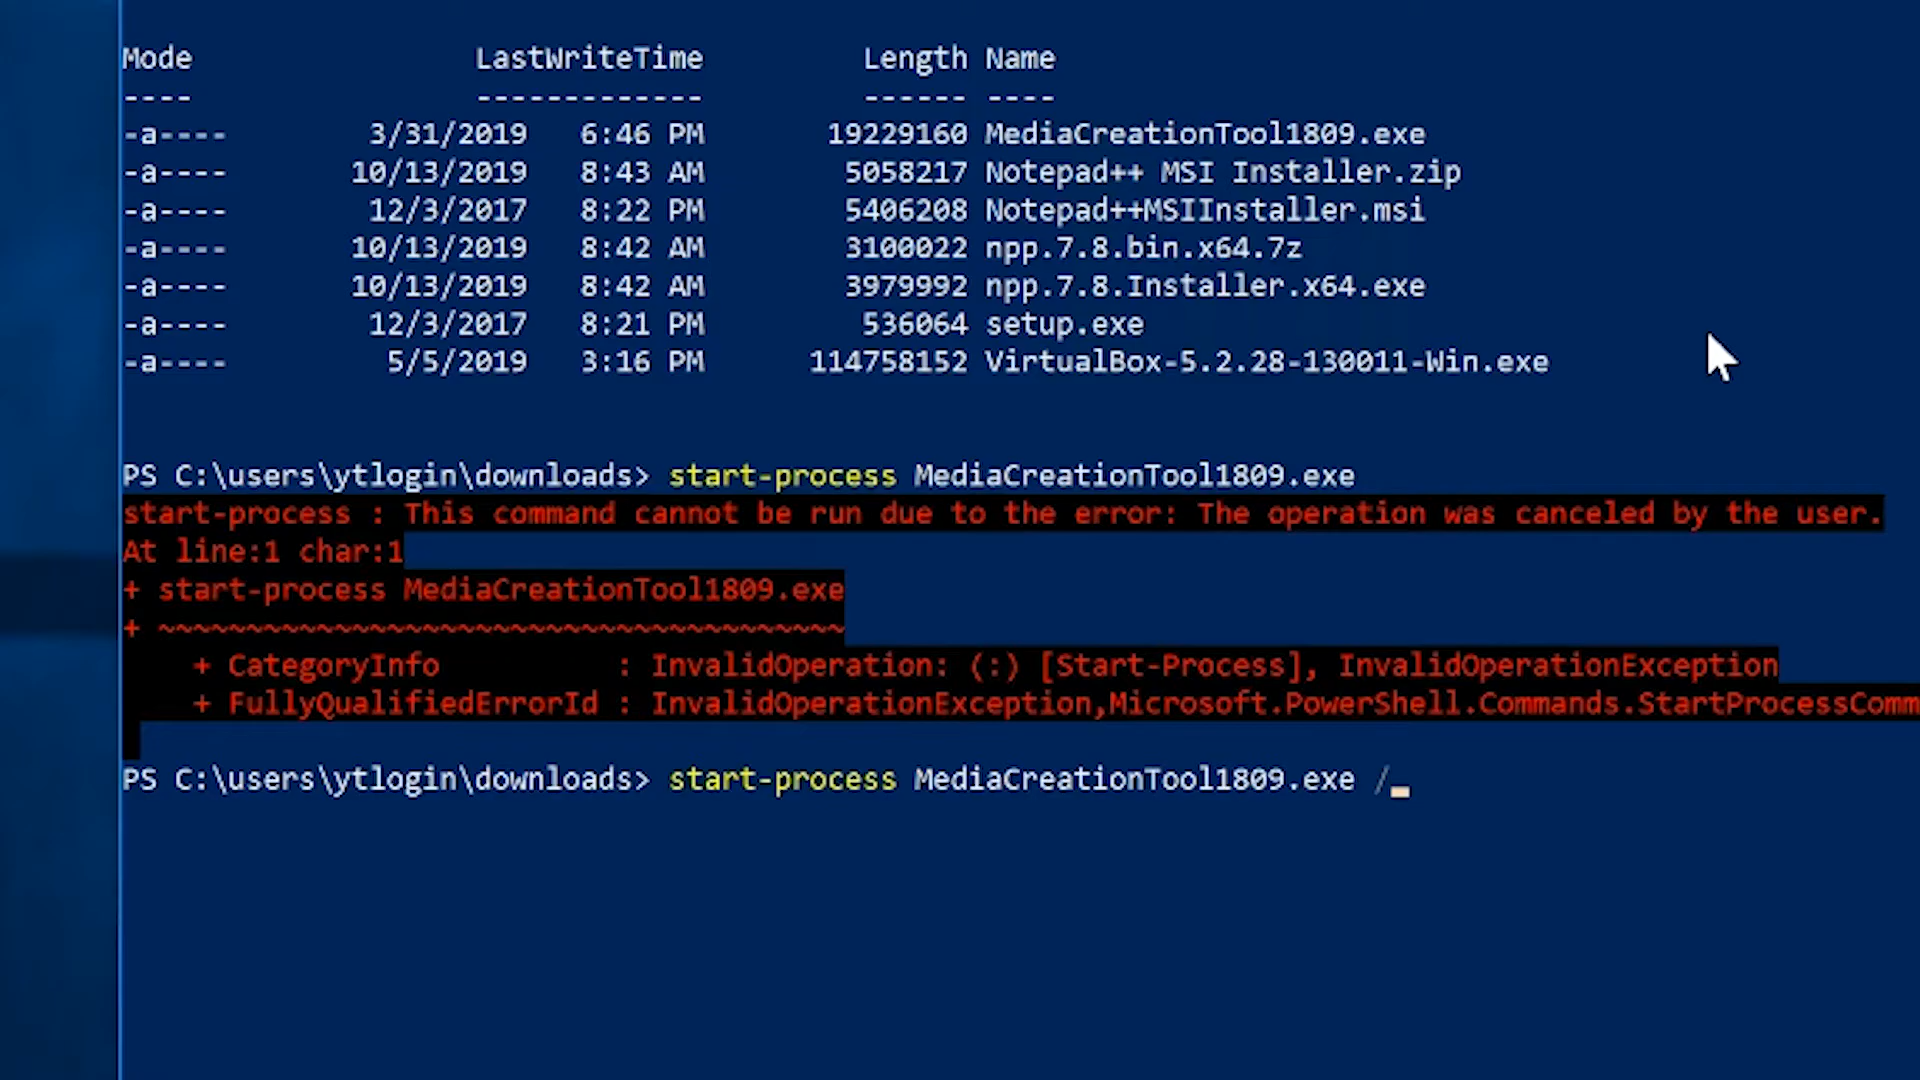 Mode LastWriteTime Length Name
---- ------------- ------ ----
-a---- 3/31/2019 6:46 PM 19229160 MediaCreationTool1809.exe
-a---- 10/13/2019 8:43 AM 5058217 Notepad++ MSI Installer.zip
-a---- 12/3/2017 8:22 PM 5406208 Notepad++MSIInstaller.msi
-a---- 10/13/2019 8:42 AM 3100022 npp.7.8.bin.x64.7z
-a---- 10/13/2019 8:42 AM 3979992 npp.7.8.Installer.x64.exe
-a---- 12/3/2017 8:21 PM 536064 setup.exe
-a---- 5/5/2019 3:16 PM 114758152 VirtualBox-5.2.28-130011-Win.exe
PS C:\users\ytlogin\downloads> start-process MediaCreationTool1809.exe
start-process : This command cannot be run due to the error: The operation was canceled by the user.
At line:1 char:1
+ start-process MediaCreationTool1809.exe
+ ~~~~~~~~~~~~~~~~~~~~~~~~~~~~~~~~~~~~~~~
+ CategoryInfo : InvalidOperation: (:) [Start-Process], InvalidOperationException
+ FullyQualifiedErrorId : InvalidOperationException,Microsoft.PowerShell.Commands.StartProcessComm
PS C:\users\ytlogin\downloads> start-process MediaCreationTool1809.exe /_